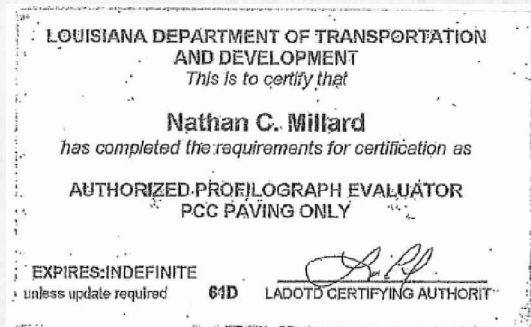 LOUISIANA DEPARTMENT OF TRANSPORTATION
AND DEVELOPMENT
This is to certify that
Nathan C. Millard
has completed the requirements for certification as
AUTHORIZED PROFILOGRAPH EVALUATOR
PCC PAVING ONLY
EXPIRES:INDEFINITE
unless update required 61D LADOTD CERTIFYING AUTHORIT